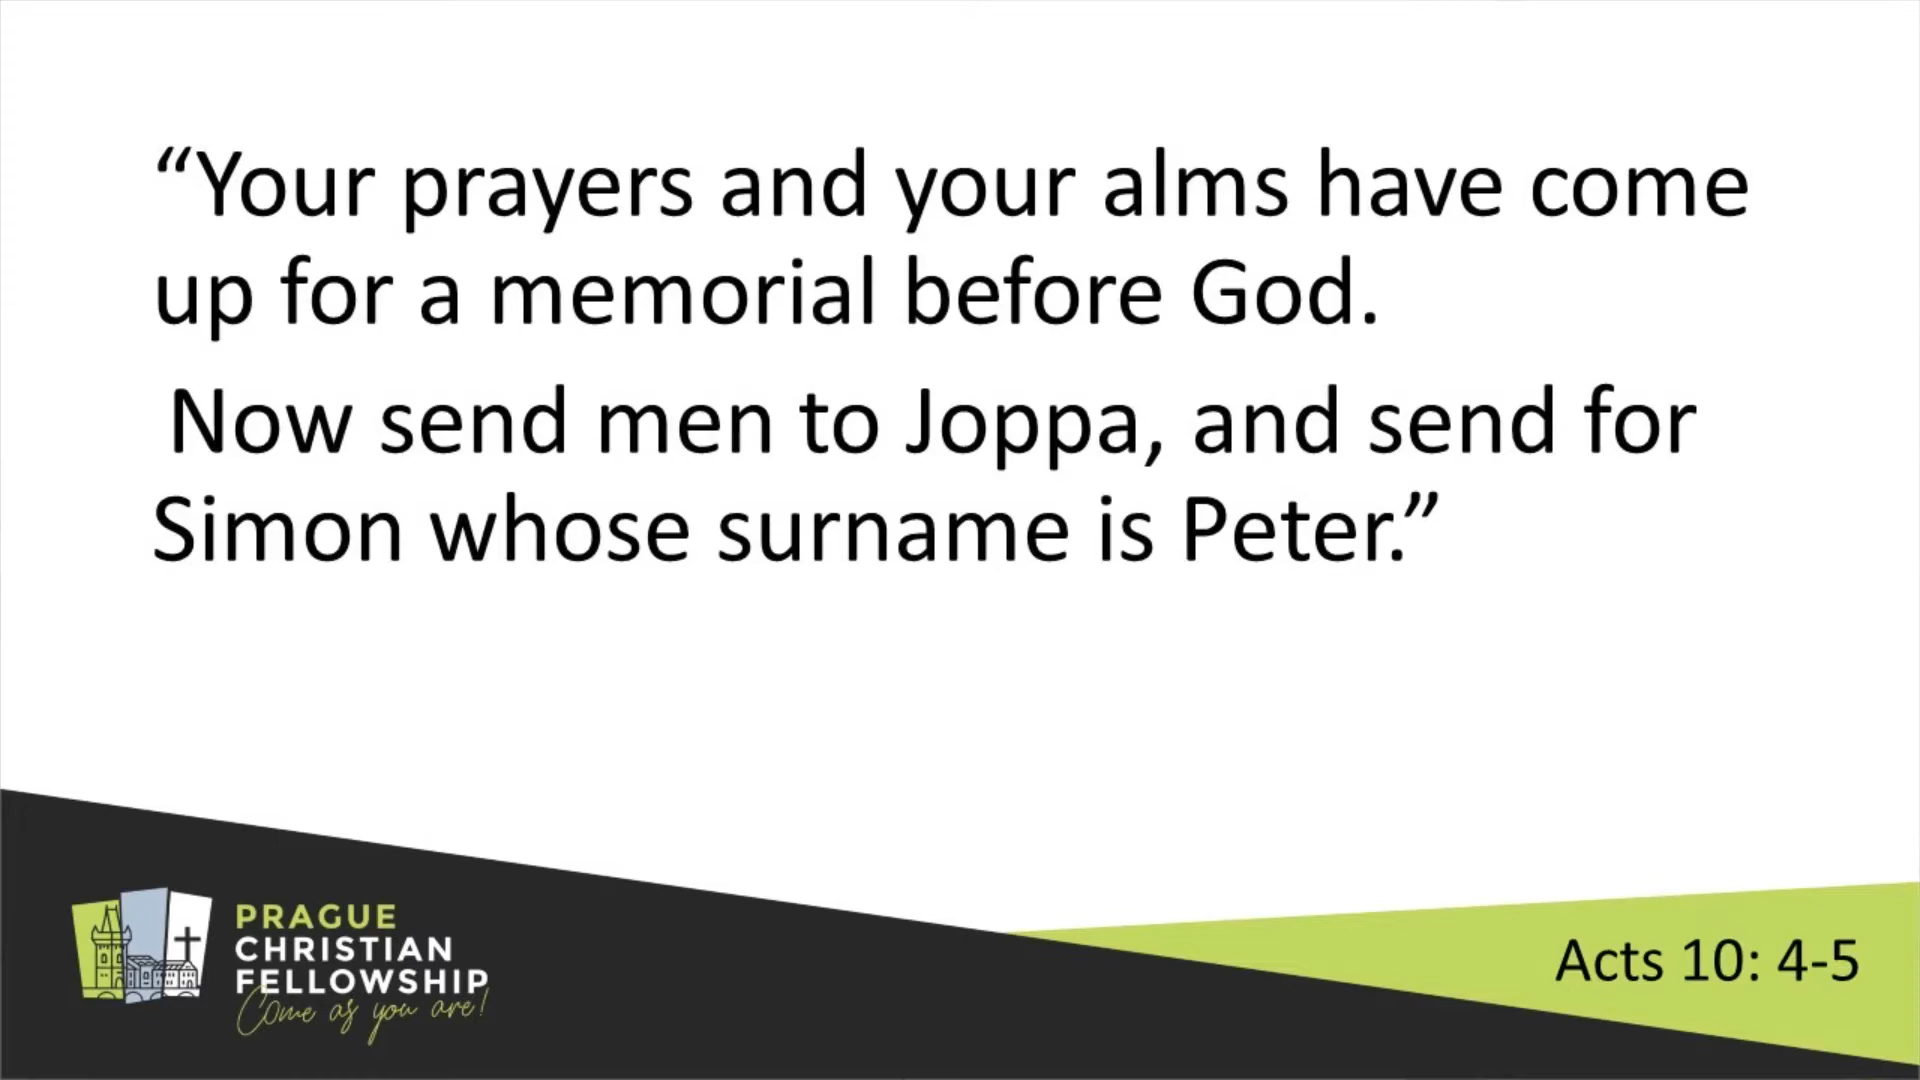 “Your prayers and your alms have come
up for a memorial before God.
Now send men to Joppa, and send for
Simon whose surname is Peter.”
PRAGUE
CHRISTIAN
FELLOWSHIP
Come as you are!
Acts 10: 4-5